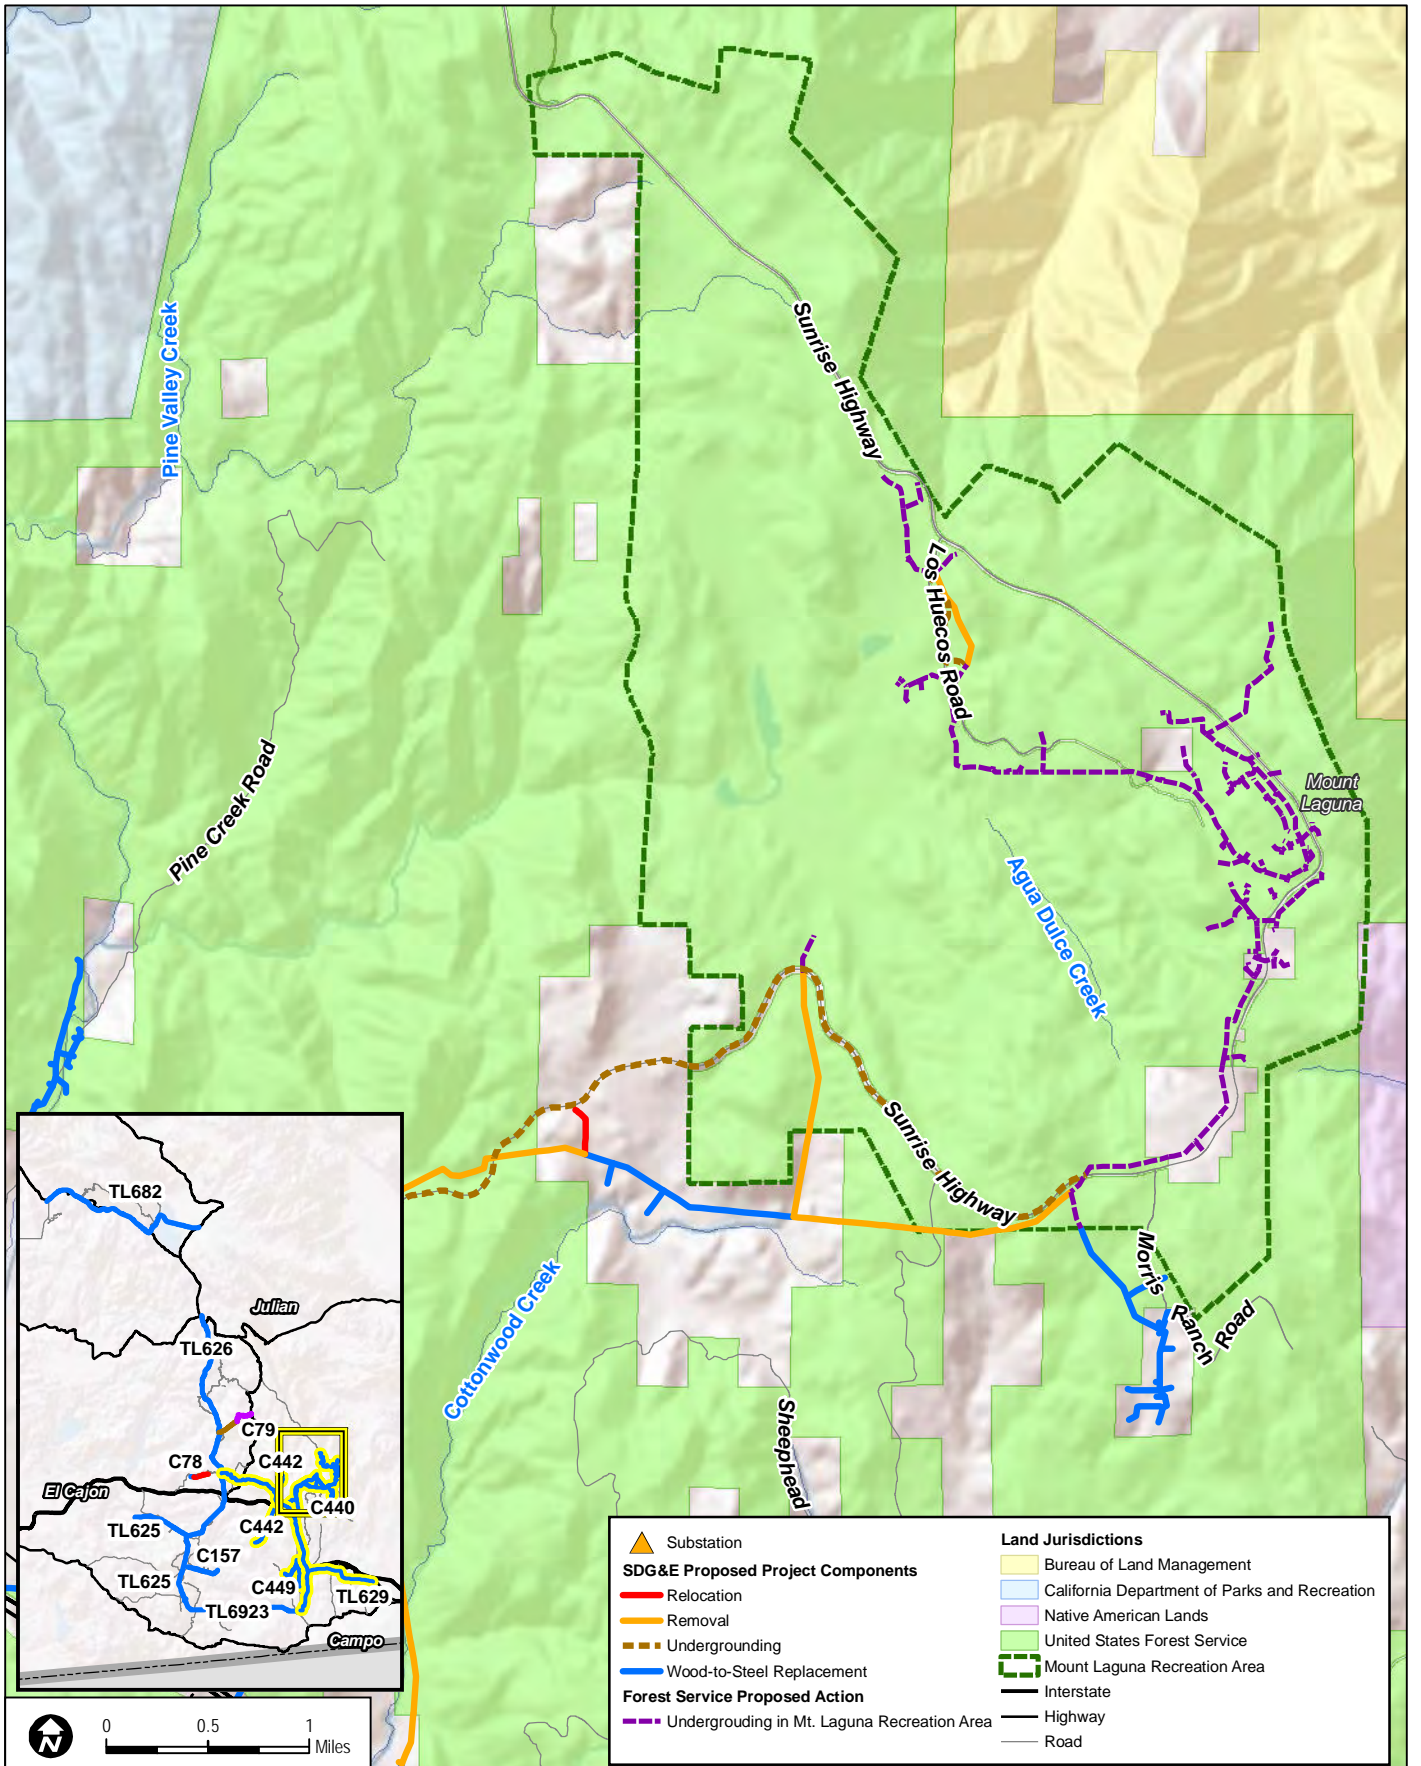 Pine Valley Creek
Sunrise Highway
Los Huecos Road
Pine Creek Road
Mount
Laguna
Agua Dulce Creek
Sunrise Highway
Cottonwood Creek
Morris
Ranch
Road
Sheephead
TL682
Julian
TL626
C79
C78
C442
El Cajon
C440
TL625
C442
C157
TL625
C449
TL629
TL6923
Campo
N
0 0.5 1
Miles
Substation
SDG&E Proposed Project Components
Relocation
Removal
Undergrounding
Wood-to-Steel Replacement
Forest Service Proposed Action
Undergrouding in Mt. Laguna Recreation Area
Land Jurisdictions
Bureau of Land Management
California Department of Parks and Recreation
Native American Lands
United States Forest Service
Mount Laguna Recreation Area
Interstate
Highway
Road